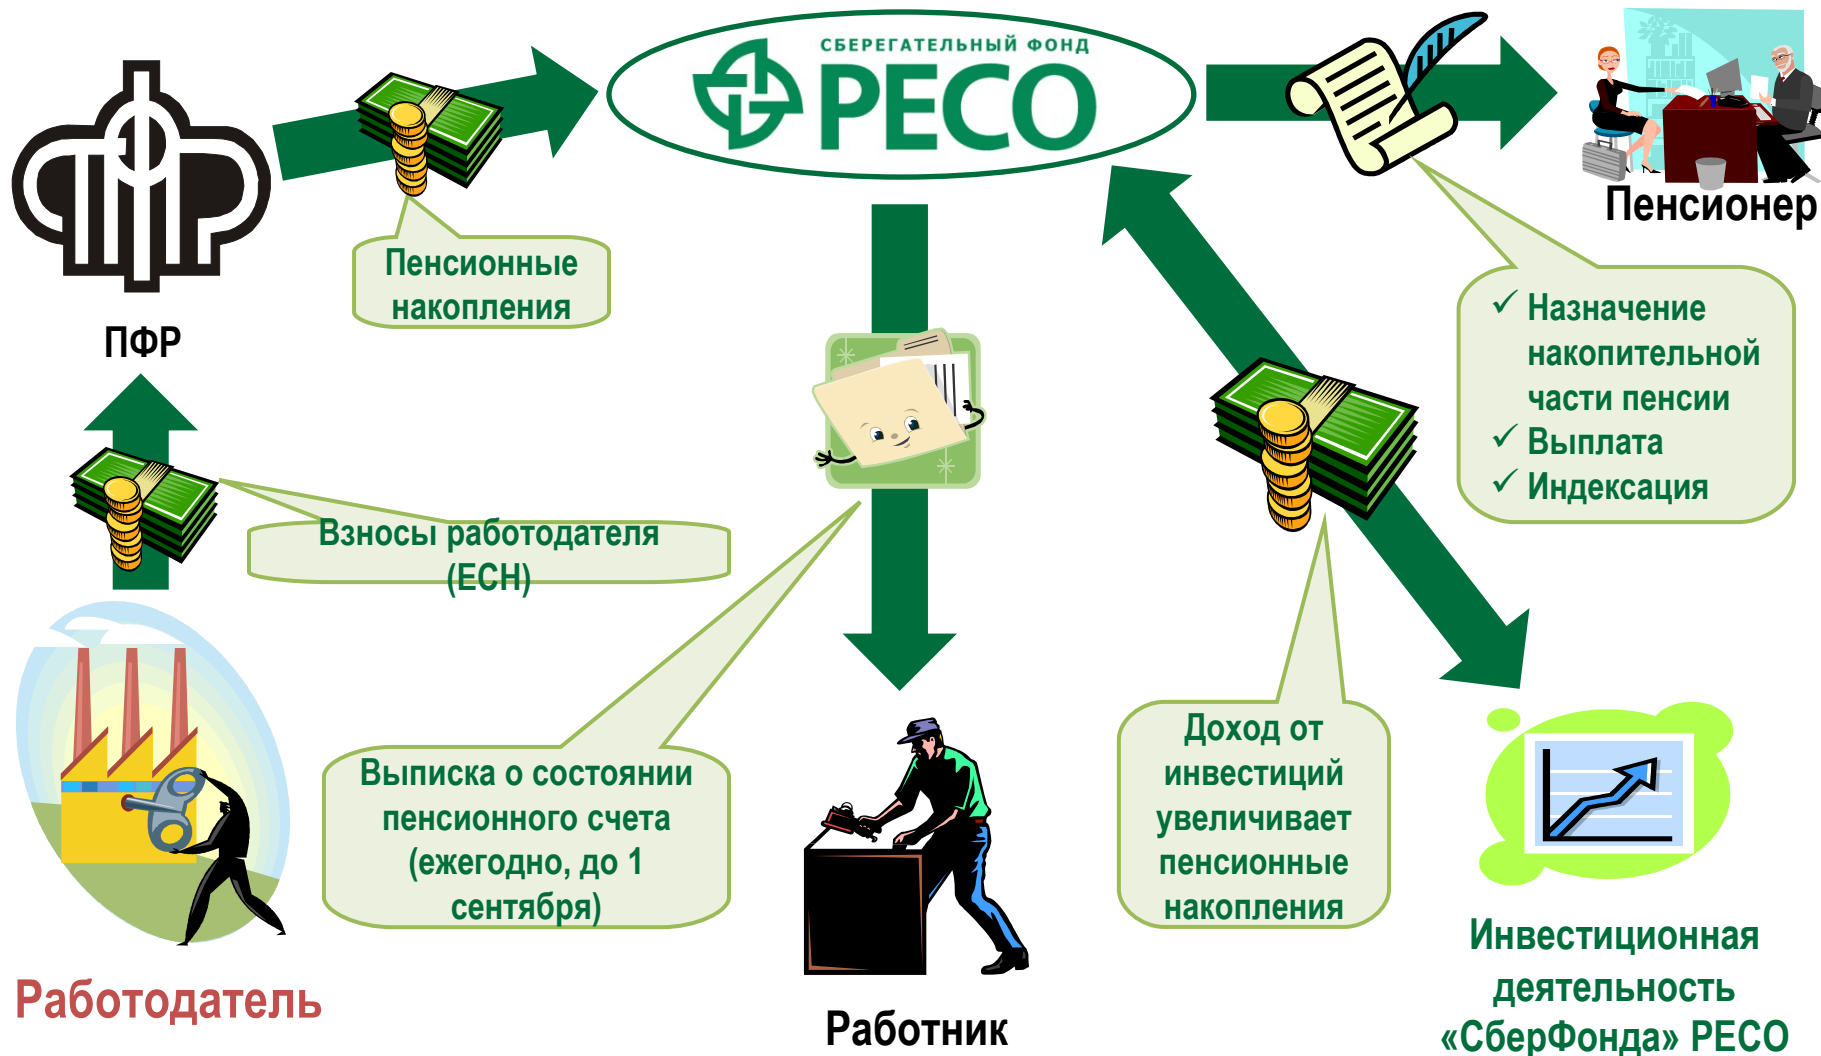 СБЕРЕГАТЕЛЬНЫЙ ФОНД
РЕСО
Пенсионер
Пенсионные
накопления
ПФР
✓ Назначение
накопительной
части пенсии
✓ Выплата
✓ Индексация
Взносы работодателя
(ЕСН)
Выписка о состоянии
пенсионного счета
(ежегодно, до 1
сентября)
Доход от
инвестиций
увеличивает
пенсионные
накопления
Работодатель
Работник
Инвестиционная
деятельность
«СберФонда» РЕСО